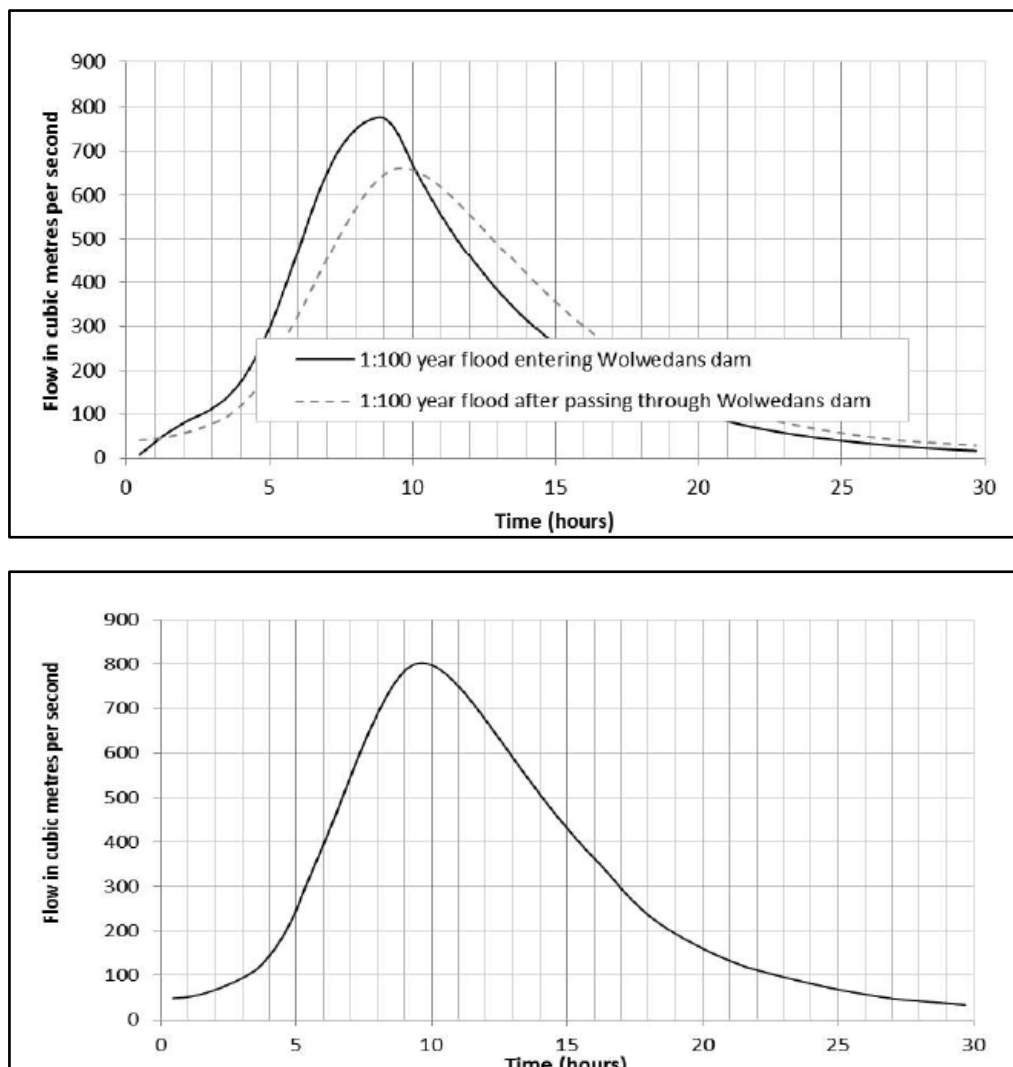 Flow in cubic metres per second
900
800
700
600
500
400
300
200
100
0
1:100 year flood entering Wolwedans dam
1:100 year flood after passing through Wolwedans dam
0 5 10 15 20 25 30
Time (hours)
Flow in cubic metres per second
900
800
700
600
500
400
300
200
100
0
0 5 10 15 20 25 30
Time (hours)